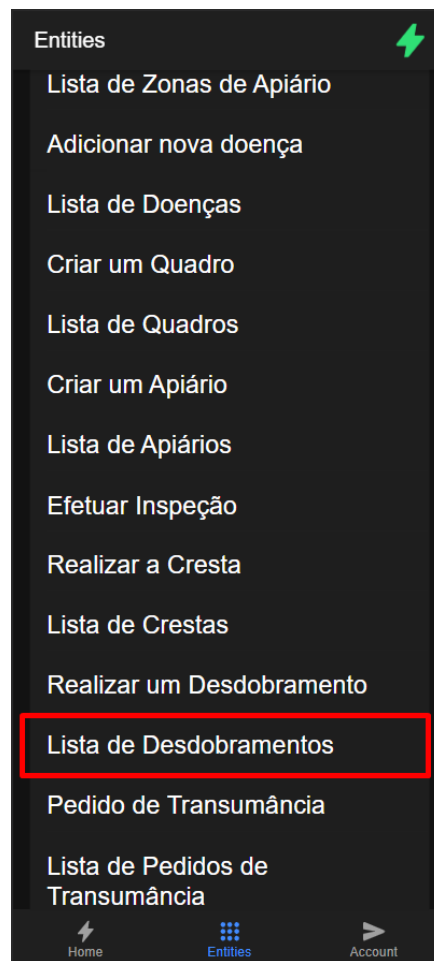 Entities
Lista de Zonas de Apiário
Adicionar nova doença
Lista de Doenças
Criar um Quadro
Lista de Quadros
Criar um Apiário
Lista de Apiários
Efetuar Inspeção
Realizar a Cresta
Lista de Crestas
Realizar um Desdobramento
Lista de Desdobramentos
Pedido de Transumância
Lista de Pedidos de
Transumância
Home
Entities
Account